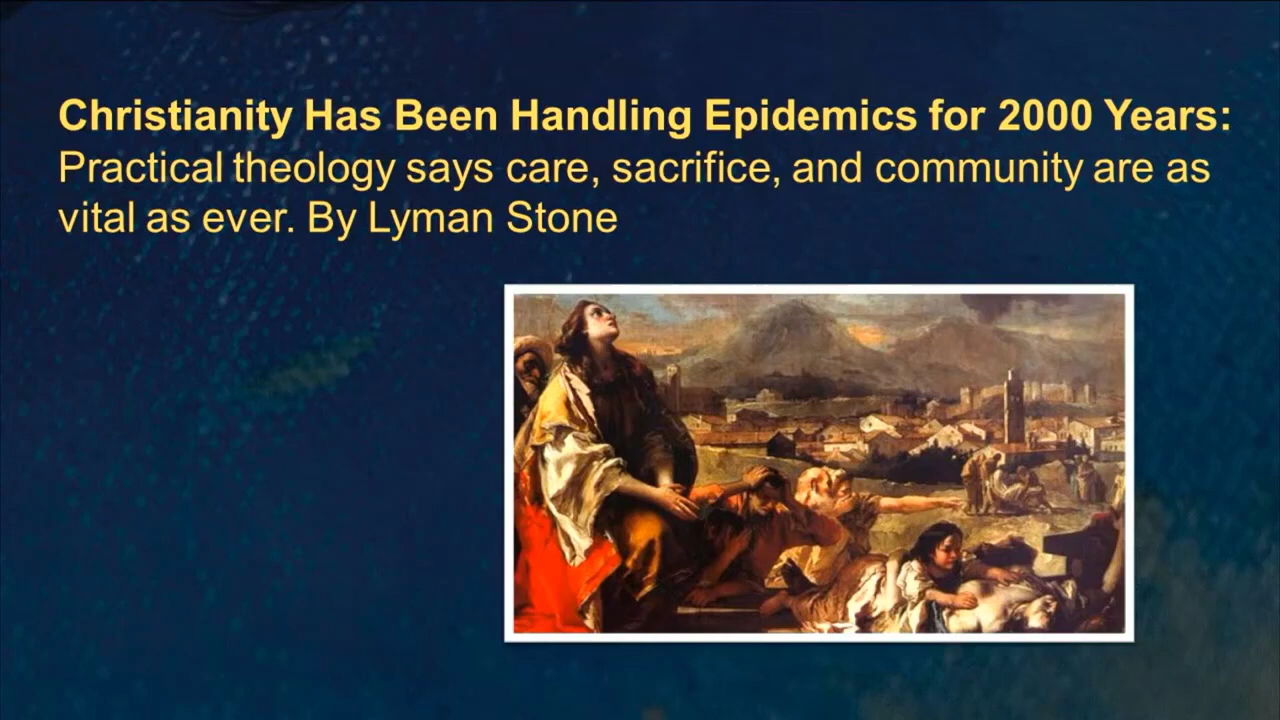 Christianity Has Been Handling Epidemics for 2000 Years:
Practical theology says care, sacrifice, and community are as
vital as ever. By Lyman Stone